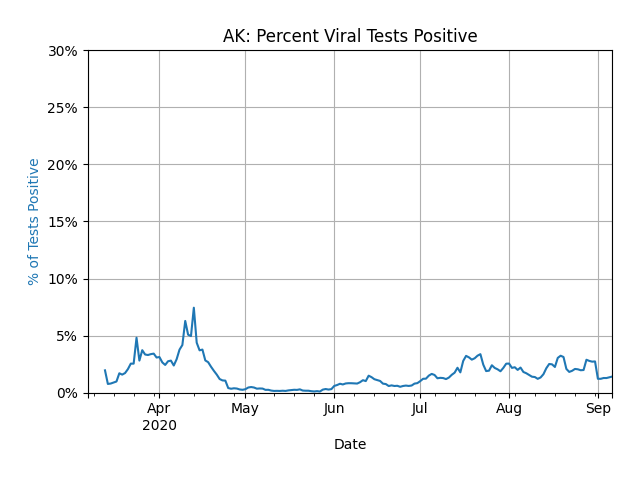 AK: Percent Viral Tests Positive
30%
25%
20%
15%
10%
5%
0%
% of Tests Positive
Apr
2020
May
Jun
Jul
Aug
Sep
Date